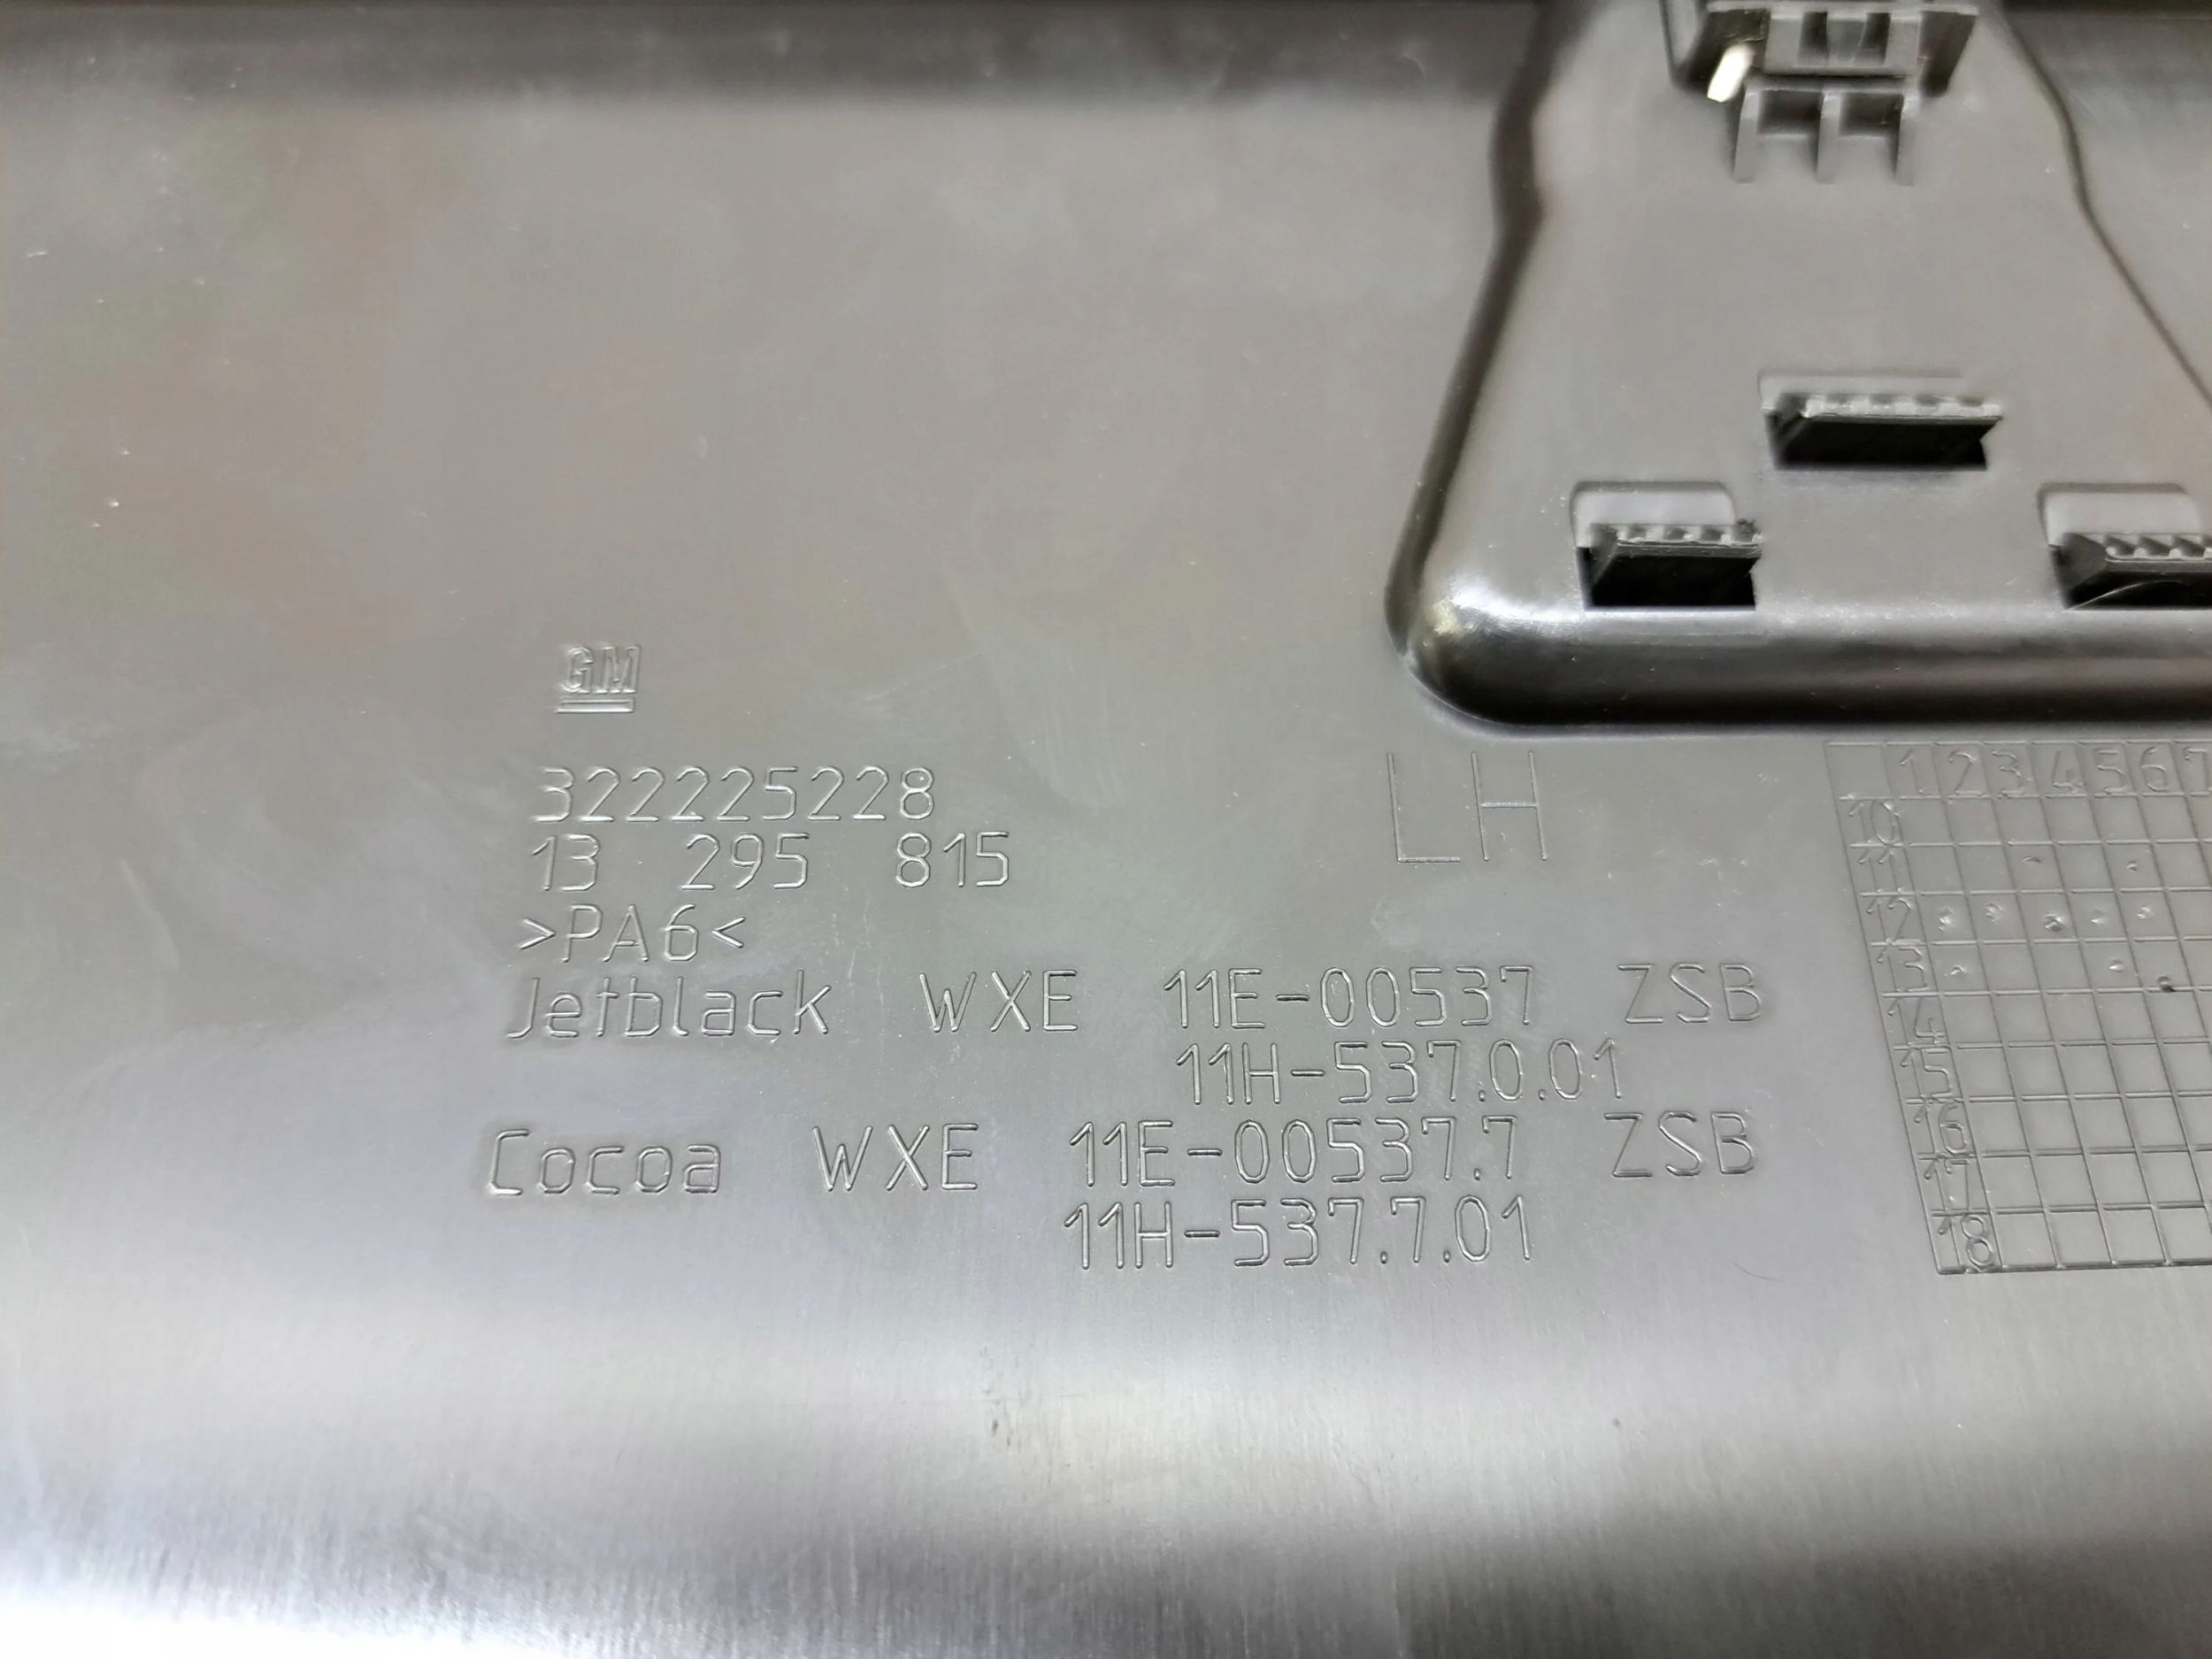 GM
322225228
13 295 815
>PA6<
LH
Jetblack WXE 11E-00537 ZSB
11H-537.0.01
Cocoa WXE 11E-00537.7 ZSB
11H-537.7.01
1 2 3 4 5 6 7
10
11
12
13
14
15
16
17
18